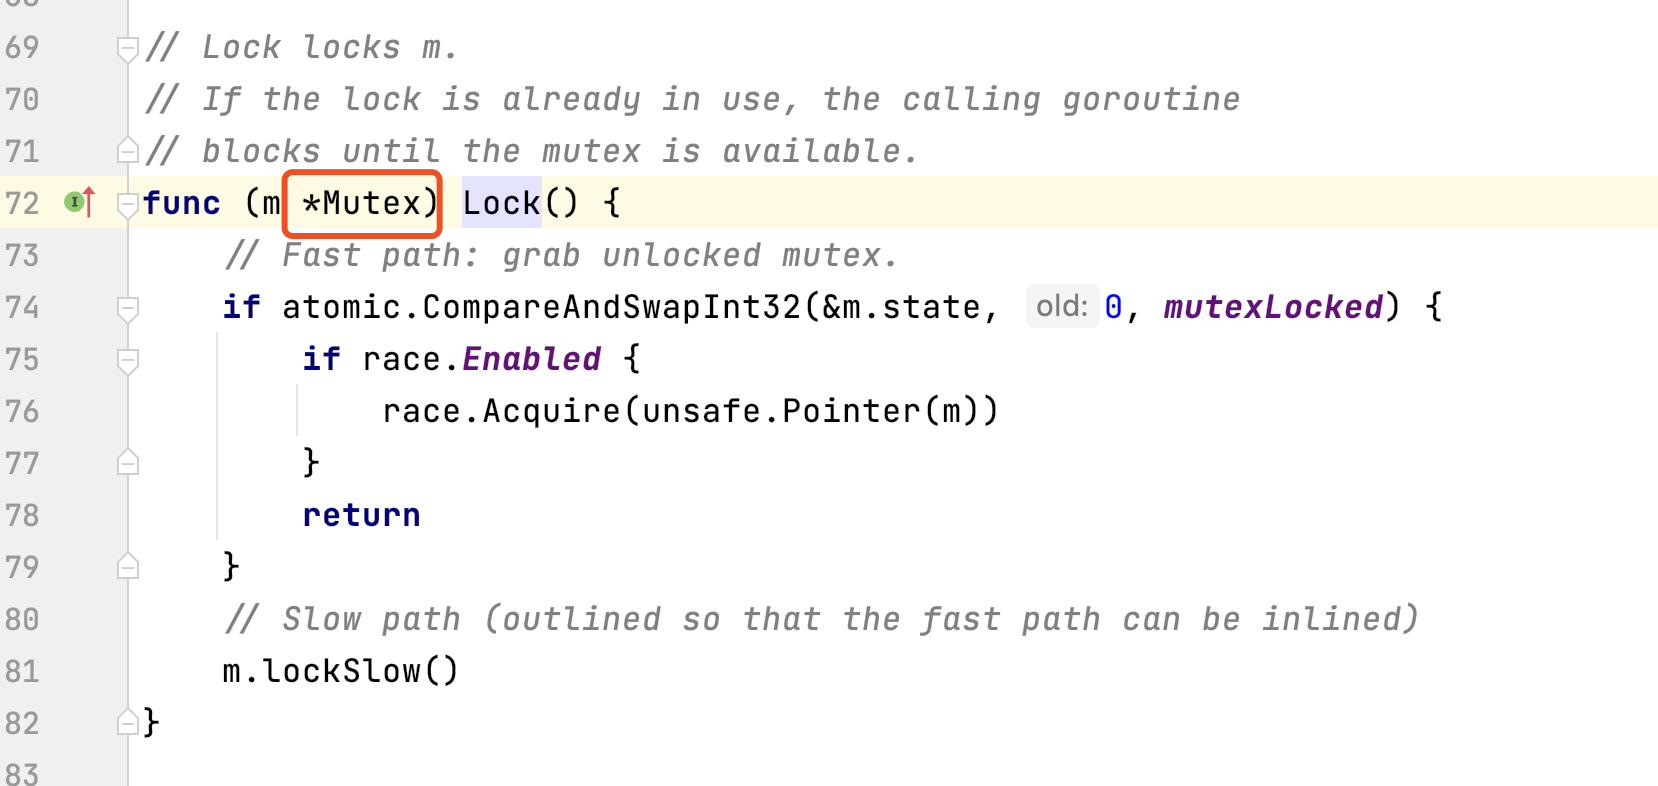 68
69 // Lock locks m.
70 // If the lock is already in use, the calling goroutine
71 // blocks until the mutex is available.
72 I func (m *Mutex) Lock() {
73 // Fast path: grab unlocked mutex.
74 if atomic.CompareAndSwapInt32(&m.state, old: 0, mutexLocked) {
75 if race.Enabled {
76 race.Acquire(unsafe.Pointer(m))
77 }
78 return
79 }
80 // Slow path (outlined so that the fast path can be inlined)
81 m.lockSlow()
82 }
83